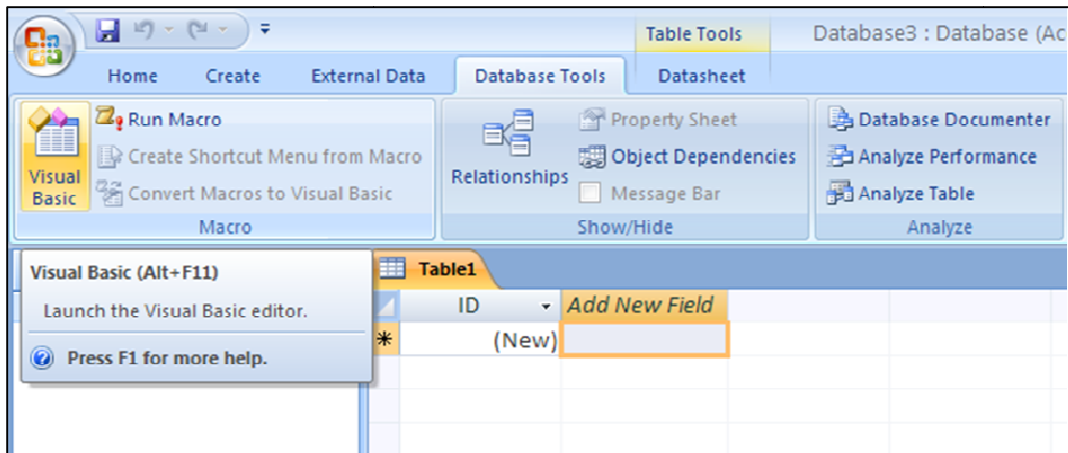 Table Tools
Database3 : Database (Ac
Home Create External Data Database Tools Datasheet
Visual Basic
Run Macro
Create Shortcut Menu from Macro
Convert Macros to Visual Basic
Macro
Relationships
Property Sheet
Object Dependencies
Message Bar
Show/Hide
Database Documenter
Analyze Performance
Analyze Table
Analyze
Visual Basic (Alt+F11)
Launch the Visual Basic editor.
Press F1 for more help.
Table1
ID Add New Field
(New)